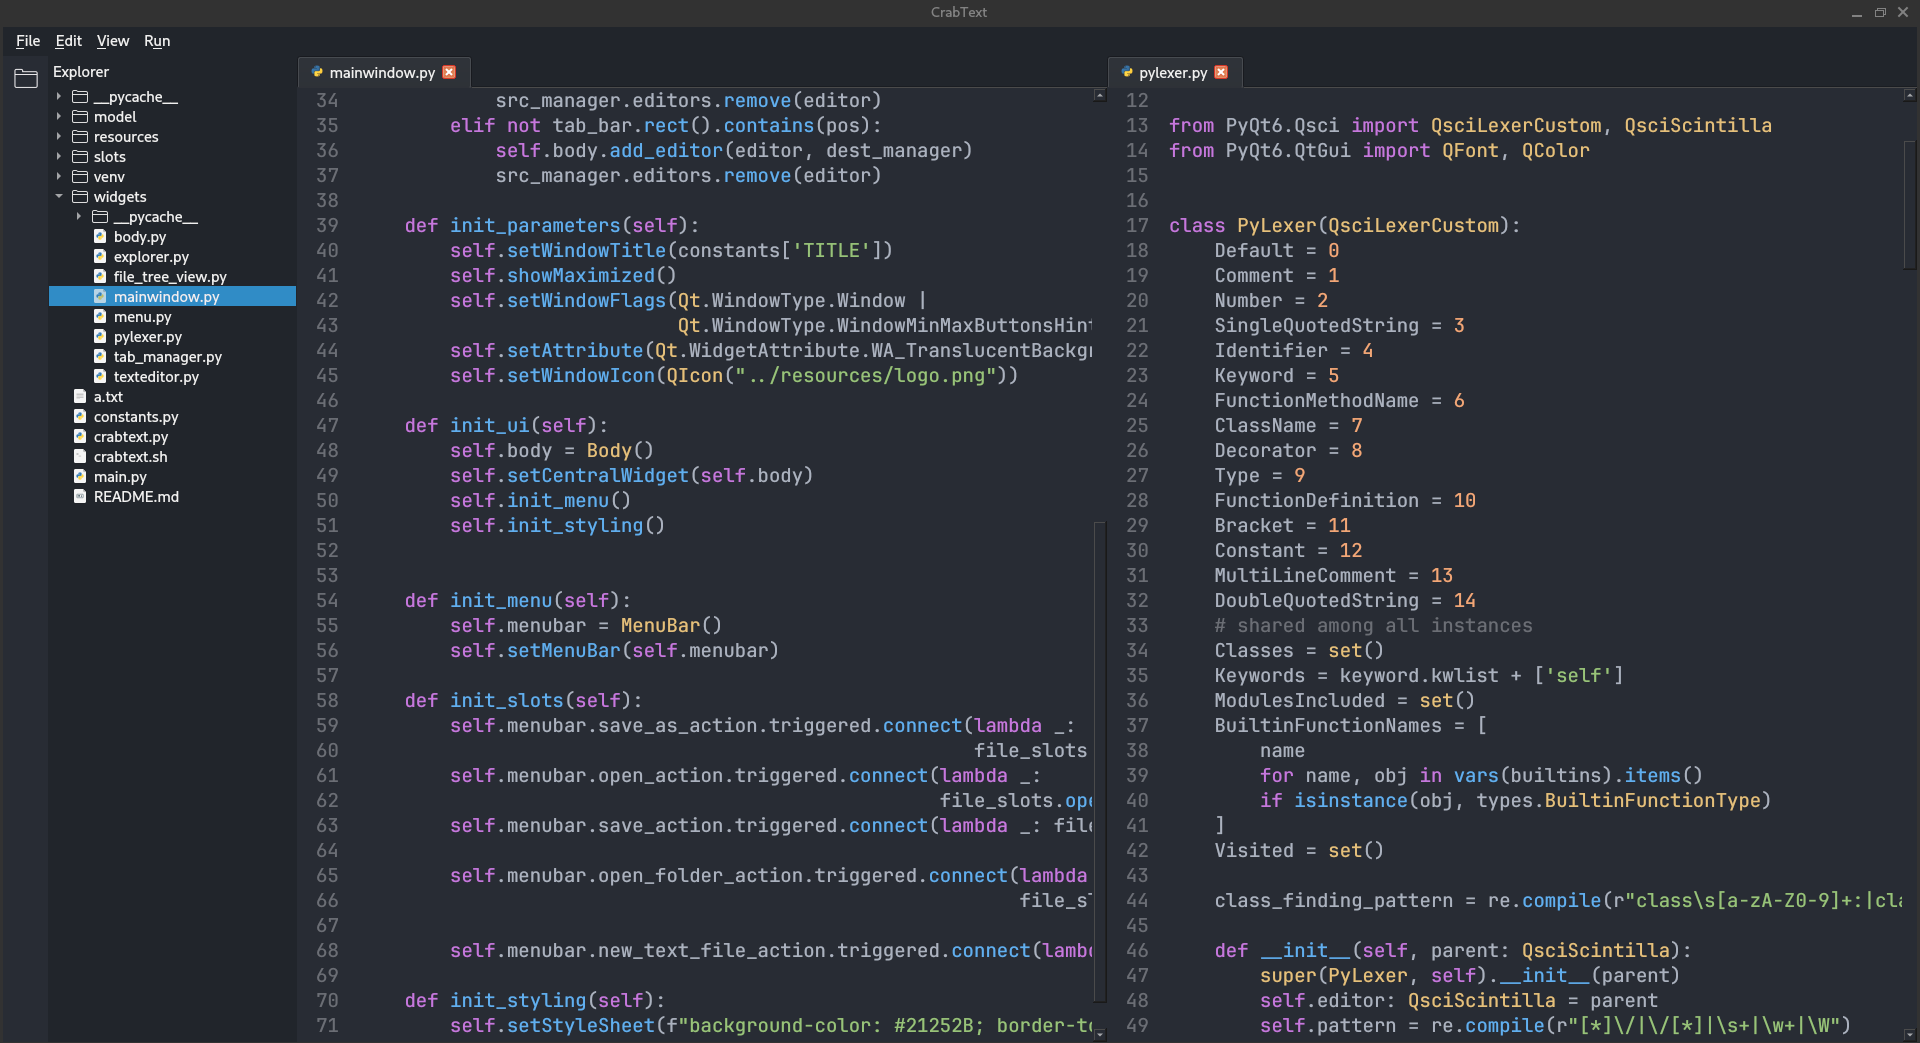 CrabText
File Edit View Run
Explorer
__pycache__
model
resources
slots
venv
widgets
__pycache__
body.py
explorer.py
file_tree_view.py
mainwindow.py
menu.py
pylexer.py
tab_manager.py
texteditor.py
a.txt
constants.py
crabtext.py
crabtext.sh
main.py
README.md
mainwindow.py
34 src_manager.editors.remove(editor)
35 elif not tab_bar.rect().contains(pos):
36 self.body.add_editor(editor, dest_manager)
37 src_manager.editors.remove(editor)
38
39 def init_parameters(self):
40 self.setWindowTitle(constants['TITLE'])
41 self.showMaximized()
42 self.setWindowFlags(Qt.WindowType.Window |
43 Qt.WindowType.WindowMinMaxButtonsHint
44 self.setAttribute(Qt.WidgetAttribute.WA_TranslucentBackgr
45 self.setWindowIcon(QIcon("../resources/logo.png"))
46
47 def init_ui(self):
48 self.body = Body()
49 self.setCentralWidget(self.body)
50 self.init_menu()
51 self.init_styling()
52
53
54 def init_menu(self):
55 self.menubar = MenuBar()
56 self.setMenuBar(self.menubar)
57
58 def init_slots(self):
59 self.menubar.save_as_action.triggered.connect(lambda _:
60 file_slots
61 self.menubar.open_action.triggered.connect(lambda _:
62 file_slots.ope
63 self.menubar.save_action.triggered.connect(lambda _: file
64
65 self.menubar.open_folder_action.triggered.connect(lambda
66 file_sl
67
68 self.menubar.new_text_file_action.triggered.connect(lambd
69
70 def init_styling(self):
71 self.setStyleSheet(f"background-color: #21252B; border-to
pylexer.py
12
13 from PyQt6.Qsci import QsciLexerCustom, QsciScintilla
14 from PyQt6.QtGui import QFont, QColor
15
16
17 class PyLexer(QsciLexerCustom):
18 Default = 0
19 Comment = 1
20 Number = 2
21 SingleQuotedString = 3
22 Identifier = 4
23 Keyword = 5
24 FunctionMethodName = 6
25 ClassName = 7
26 Decorator = 8
27 Type = 9
28 FunctionDefinition = 10
29 Bracket = 11
30 Constant = 12
31 MultiLineComment = 13
32 DoubleQuotedString = 14
33 # shared among all instances
34 Classes = set()
35 Keywords = keyword.kwlist + ['self']
36 ModulesIncluded = set()
37 BuiltinFunctionNames = [
38 name
39 for name, obj in vars(builtins).items()
40 if isinstance(obj, types.BuiltinFunctionType)
41 ]
42 Visited = set()
43
44 class_finding_pattern = re.compile(r"class\s[a-zA-Z0-9]+:|cla
45
46 def __init__(self, parent: QsciScintilla):
47 super(PyLexer, self).__init__(parent)
48 self.editor: QsciScintilla = parent
49 self.pattern = re.compile(r"[*]\/|\/[*]|\s+|\w+|\W")